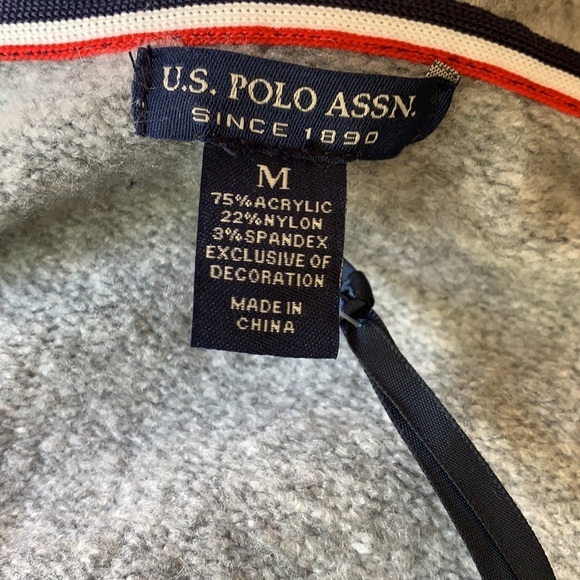 U.S. POLO ASSN.
SINCE 1890
M
75%ACRYLIC
22%NYLON
3%SPANDEX
EXCLUSIVE OF
DECORATION
MADE IN
CHINA